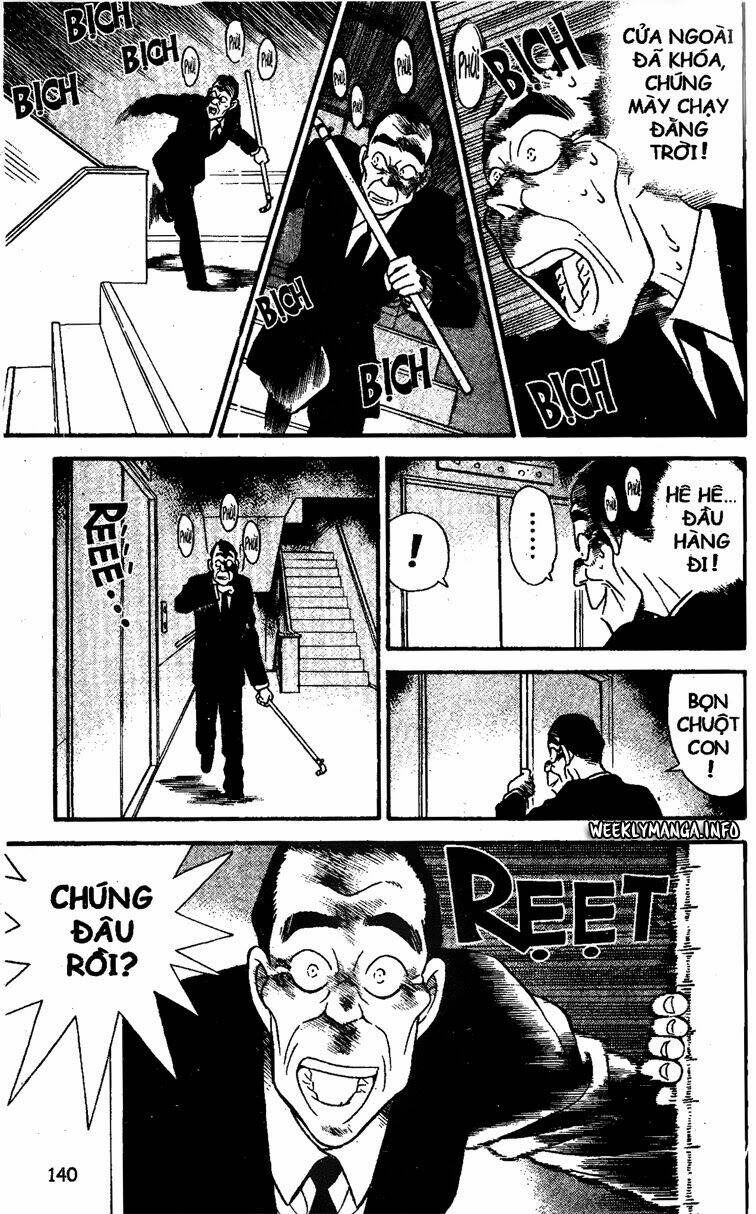 BỊCH
BỊCH
BỊCH
PHÙ!
PHÙ!
PHÙ!
PHÙ!
PHÙ!
PHÙ!
BỊCH
BỊCH
PHÙ!
BỊCH
CỬA NGOÀI
ĐÃ KHÓA,
CHÚNG
MÀY CHẠY
ĐẰNG
TRỜI!
BỊCH
REEE...
PHÙ!
PHÙ!
PHÙ!
!
.....
PHÙ!
PHÙ!
HÊ HÊ...
ĐẦU
HÀNG
ĐI!
BỌN
CHUỘT
CON
!
WEEKLYMANGA.INFO
CHÚNG
ĐÂU
RỒI?
RẸẸT
140